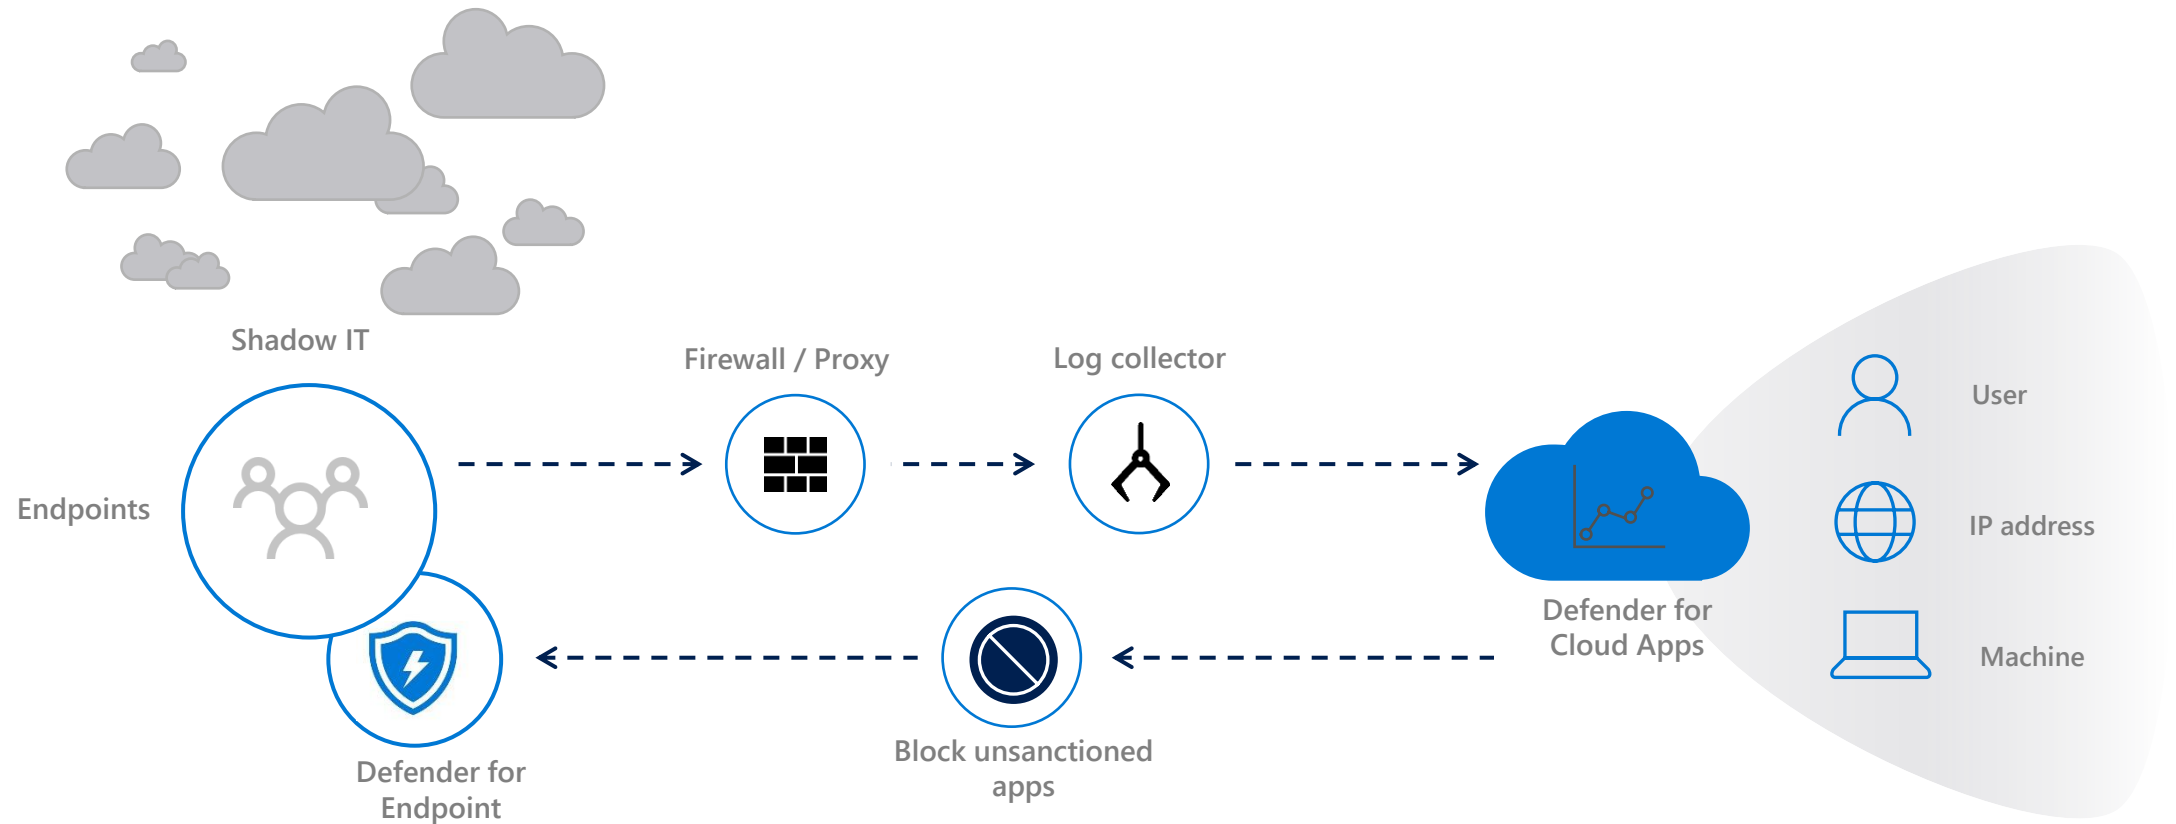 Shadow IT
Endpoints
Firewall / Proxy
Log collector
Defender for
Cloud Apps
User
IP address
Machine
Block unsanctioned
apps
Defender for
Endpoint